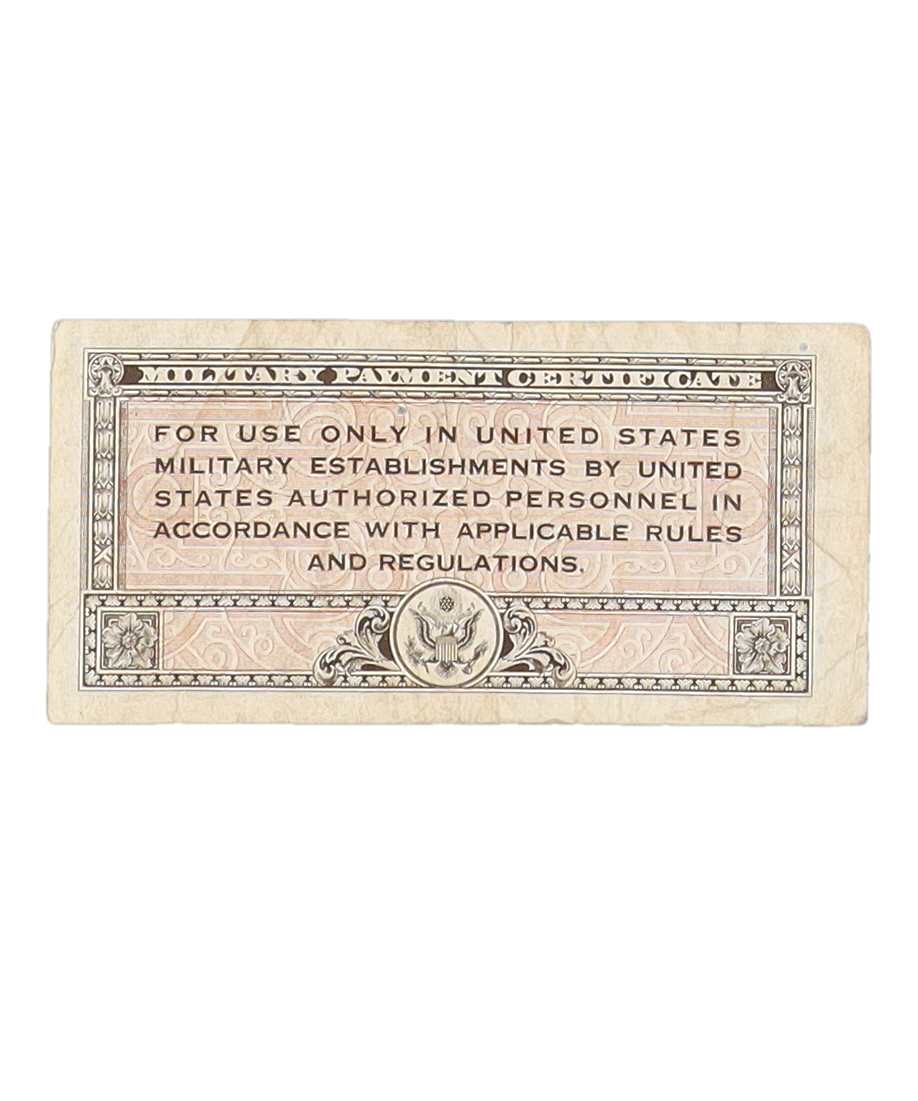 MILITARY PAYMENT CERTIFICATE
FOR USE ONLY IN UNITED STATES
MILITARY ESTABLISHMENTS BY UNITED
STATES AUTHORIZED PERSONNEL IN
ACCORDANCE WITH APPLICABLE RULES
AND REGULATIONS.